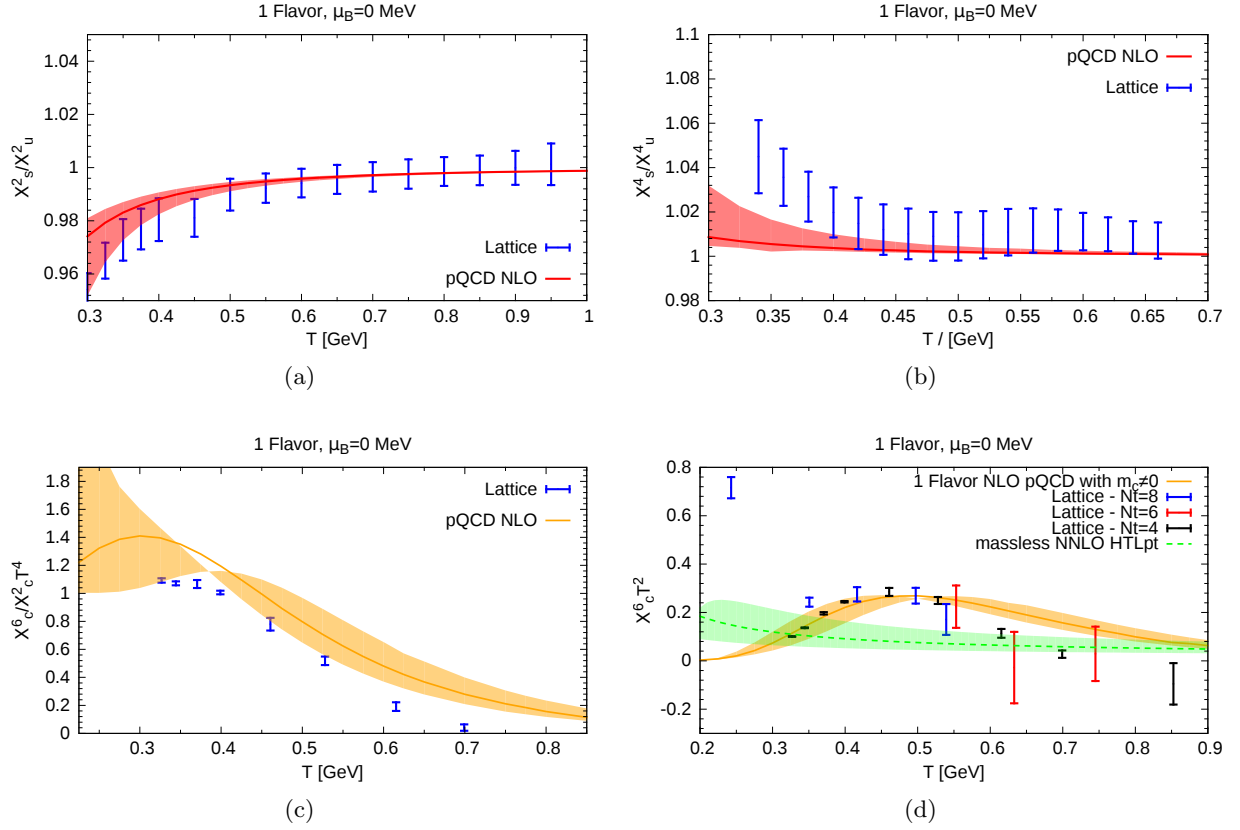 1 Flavor, μB=0 MeV
1.04
1.02
1
0.98
0.96
X²s/X²u
Lattice
pQCD NLO
0.3 0.4 0.5 0.6 0.7 0.8 0.9 1
T [GeV]
(a)
1 Flavor, μB=0 MeV
1.1
1.08
1.06
1.04
1.02
1
0.98
X⁴s/X⁴u
pQCD NLO
Lattice
0.3 0.35 0.4 0.45 0.5 0.55 0.6 0.65 0.7
T / [GeV]
(b)
1 Flavor, μB=0 MeV
1.8
1.6
1.4
1.2
1
0.8
0.6
0.4
0.2
0
X⁶c/X²cT⁴
Lattice
pQCD NLO
0.3 0.4 0.5 0.6 0.7 0.8
T [GeV]
(c)
1 Flavor, μB=0 MeV
0.8
0.6
0.4
0.2
0
-0.2
X⁶cT²
1 Flavor NLO pQCD with mc≠0
Lattice - Nt=8
Lattice - Nt=6
Lattice - Nt=4
massless NNLO HTLpt
0.2 0.3 0.4 0.5 0.6 0.7 0.8 0.9
T [GeV]
(d)